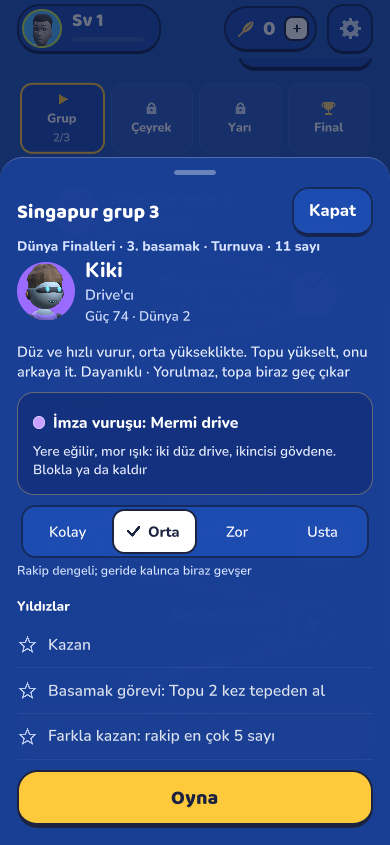 Sv 1
0
Grup
2/3
Çeyrek
Yarı
Final
Singapur grup 3
Kapat
Dünya Finalleri · 3. basamak · Turnuva · 11 sayı
Kiki
Drive'cı
Güç 74 · Dünya 2
Düz ve hızlı vurur, orta yükseklikte. Topu yükselt, onu
arkaya it. Dayanıklı · Yorulmaz, topa biraz geç çıkar
İmza vuruşu: Mermi drive
Yere eğilir, mor ışık: iki düz drive, ikincisi gövdene.
Blokla ya da kaldır
Kolay
Orta
Zor
Usta
Rakip dengeli; geride kalınca biraz gevşer
Yıldızlar
Kazan
Basamak görevi: Topu 2 kez tepeden al
Farkla kazan: rakip en çok 5 sayı
Oyna